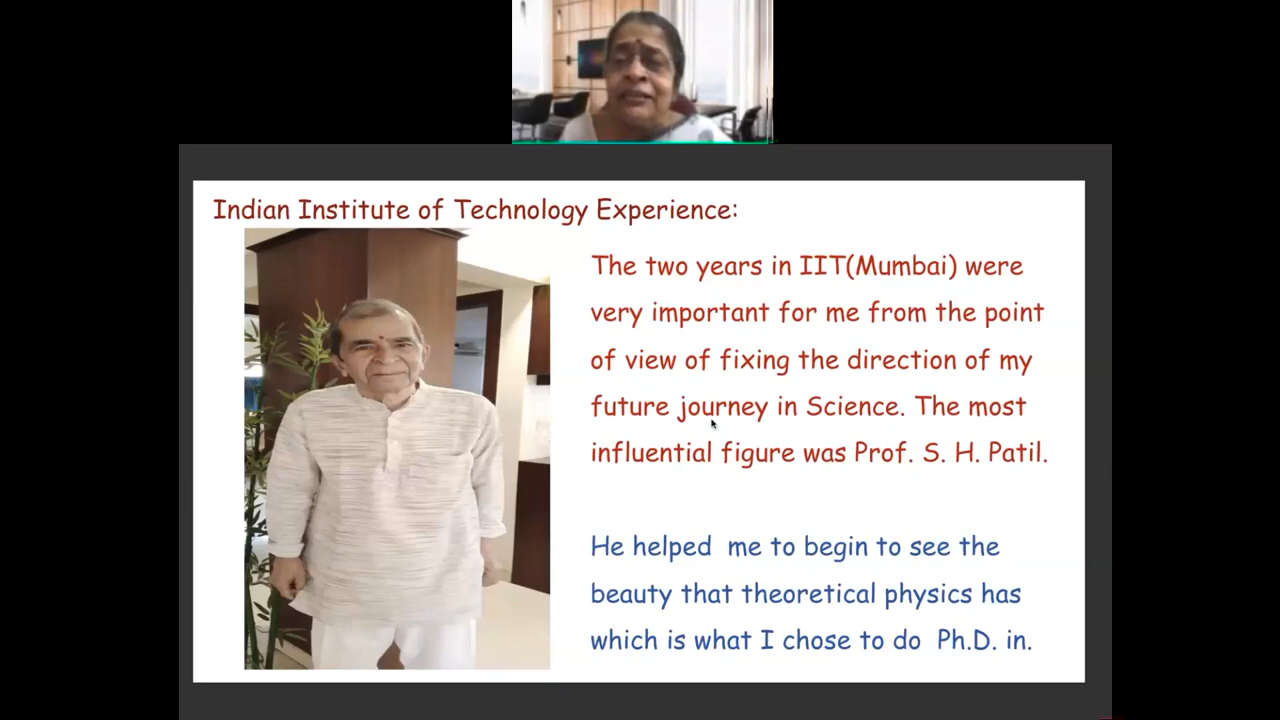 Indian Institute of Technology Experience:
The two years in IIT(Mumbai) were
very important for me from the point
of view of fixing the direction of my
future journey in Science. The most
influential figure was Prof. S. H. Patil.
He helped me to begin to see the
beauty that theoretical physics has
which is what I chose to do Ph.D. in.